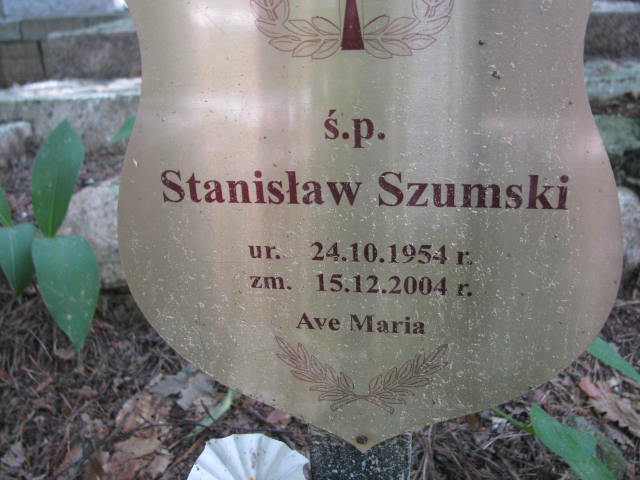 ś.p.
Stanisław Szumski
ur. 24.10.1954 r.
zm. 15.12.2004 r.
Ave Maria